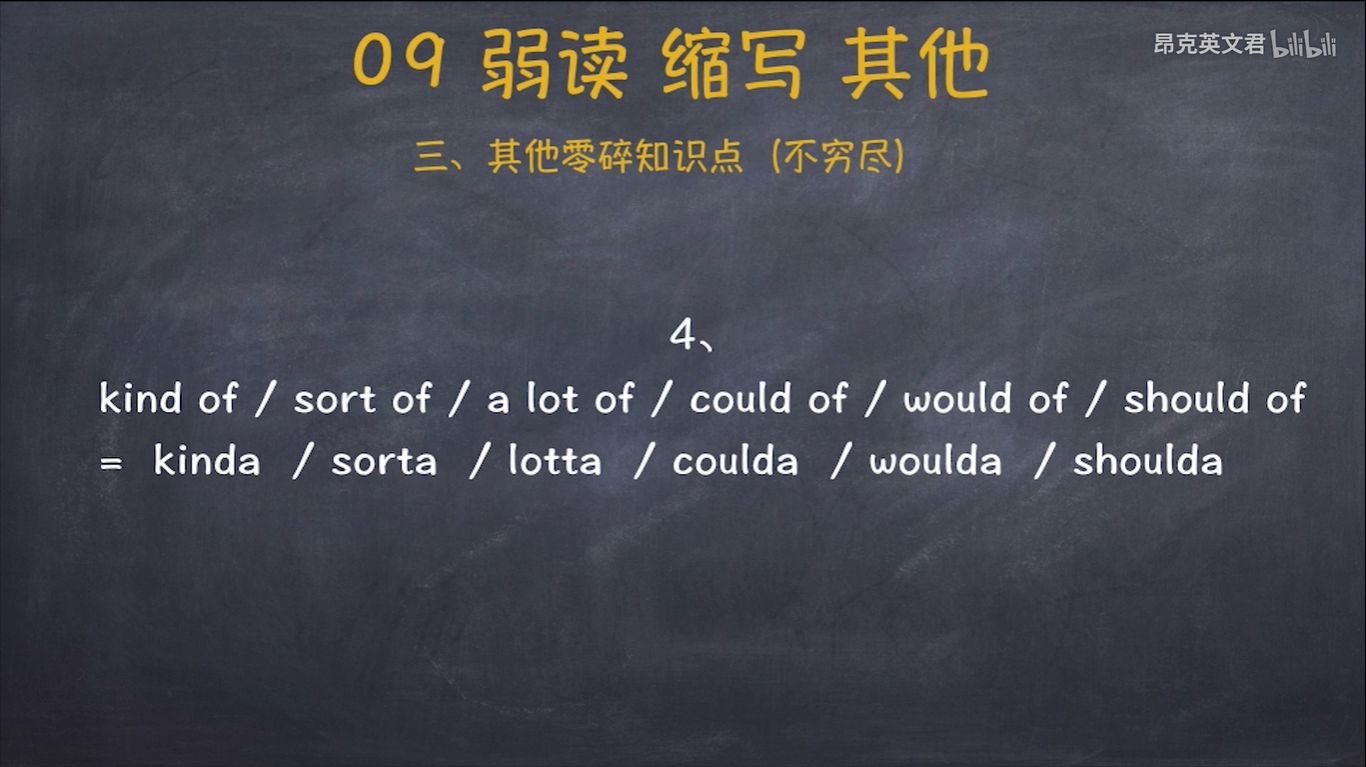 09 弱读 缩写 其他
昂克英文君 bilibili
三、其他零碎知识点（不穷尽）
4、
kind of / sort of / a lot of / could of / would of / should of
= kinda / sorta / lotta / coulda / woulda / shoulda